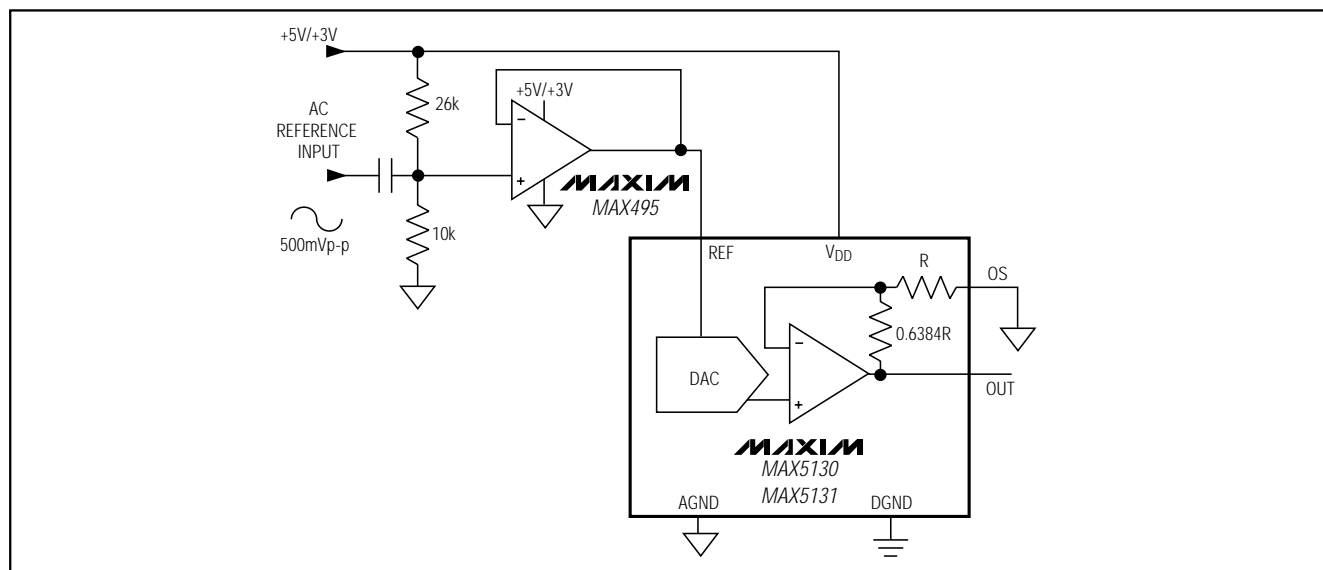 +5V/+3V
26k
+5V/+3V
AC
REFERENCE
INPUT
−
+
MAXIM
MAX495
10k
500mVp-p
REF
VDD
R
OS
0.6384R
−
DAC
+
OUT
MAXIM
MAX5130
MAX5131
AGND
DGND